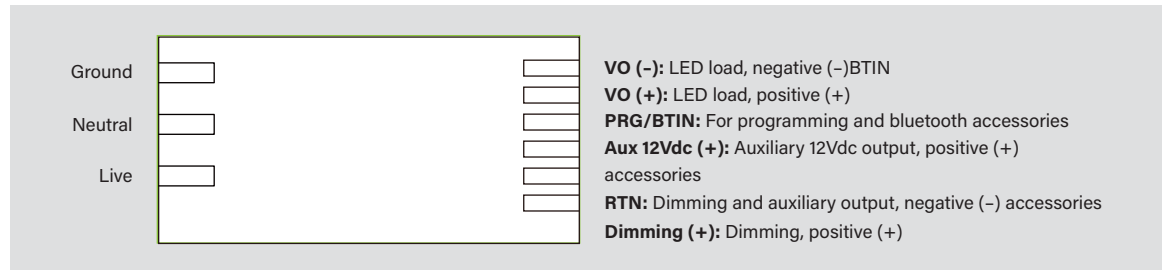 Ground
Neutral
Live
VO (–): LED load, negative (–)BTIN
VO (+): LED load, positive (+)
PRG/BTIN: For programming and bluetooth accessories
Aux 12Vdc (+): Auxiliary 12Vdc output, positive (+)
accessories
RTN: Dimming and auxiliary output, negative (–) accessories
Dimming (+): Dimming, positive (+)